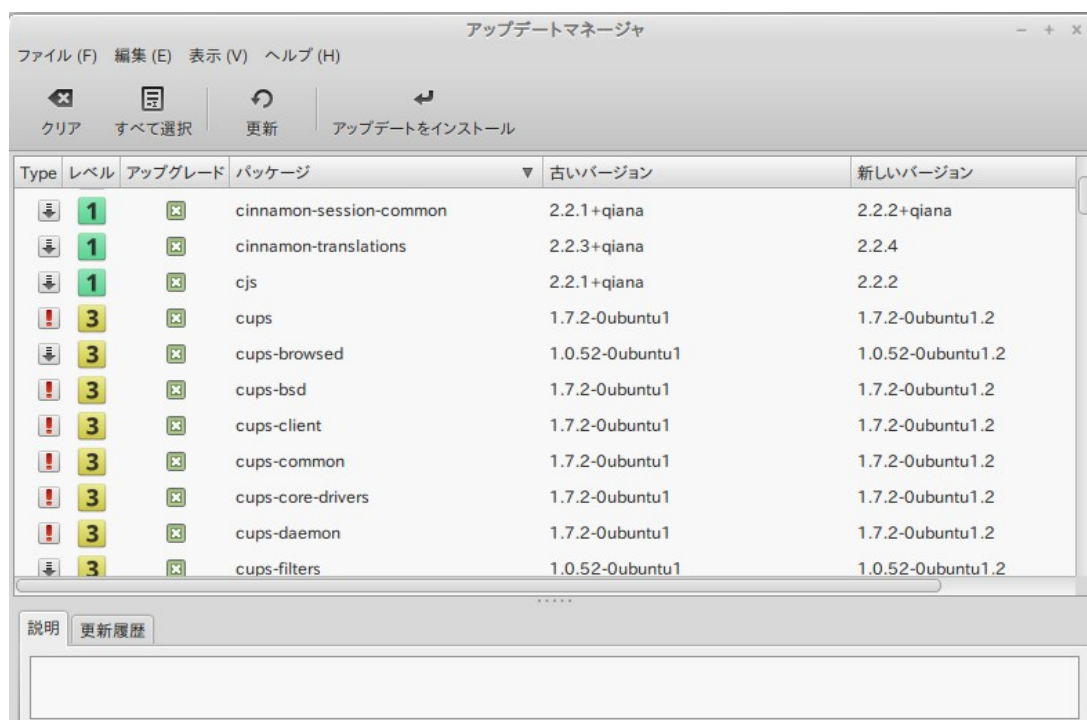 アップデートマネージャ
ファイル (F) 編集 (E) 表示 (V) ヘルプ (H)
クリア すべて選択 更新 アップデートをインストール
Type レベル アップグレード パッケージ 古いバージョン 新しいバージョン
1 cinnamon-session-common 2.2.1+qiana 2.2.2+qiana
1 cinnamon-translations 2.2.3+qiana 2.2.4
1 cjs 2.2.1+qiana 2.2.2
3 cups 1.7.2-0ubuntu1 1.7.2-0ubuntu1.2
3 cups-browsed 1.0.52-0ubuntu1 1.0.52-0ubuntu1.2
3 cups-bsd 1.7.2-0ubuntu1 1.7.2-0ubuntu1.2
3 cups-client 1.7.2-0ubuntu1 1.7.2-0ubuntu1.2
3 cups-common 1.7.2-0ubuntu1 1.7.2-0ubuntu1.2
3 cups-core-drivers 1.7.2-0ubuntu1 1.7.2-0ubuntu1.2
3 cups-daemon 1.7.2-0ubuntu1 1.7.2-0ubuntu1.2
3 cups-filters 1.0.52-0ubuntu1 1.0.52-0ubuntu1.2
説明 更新履歴